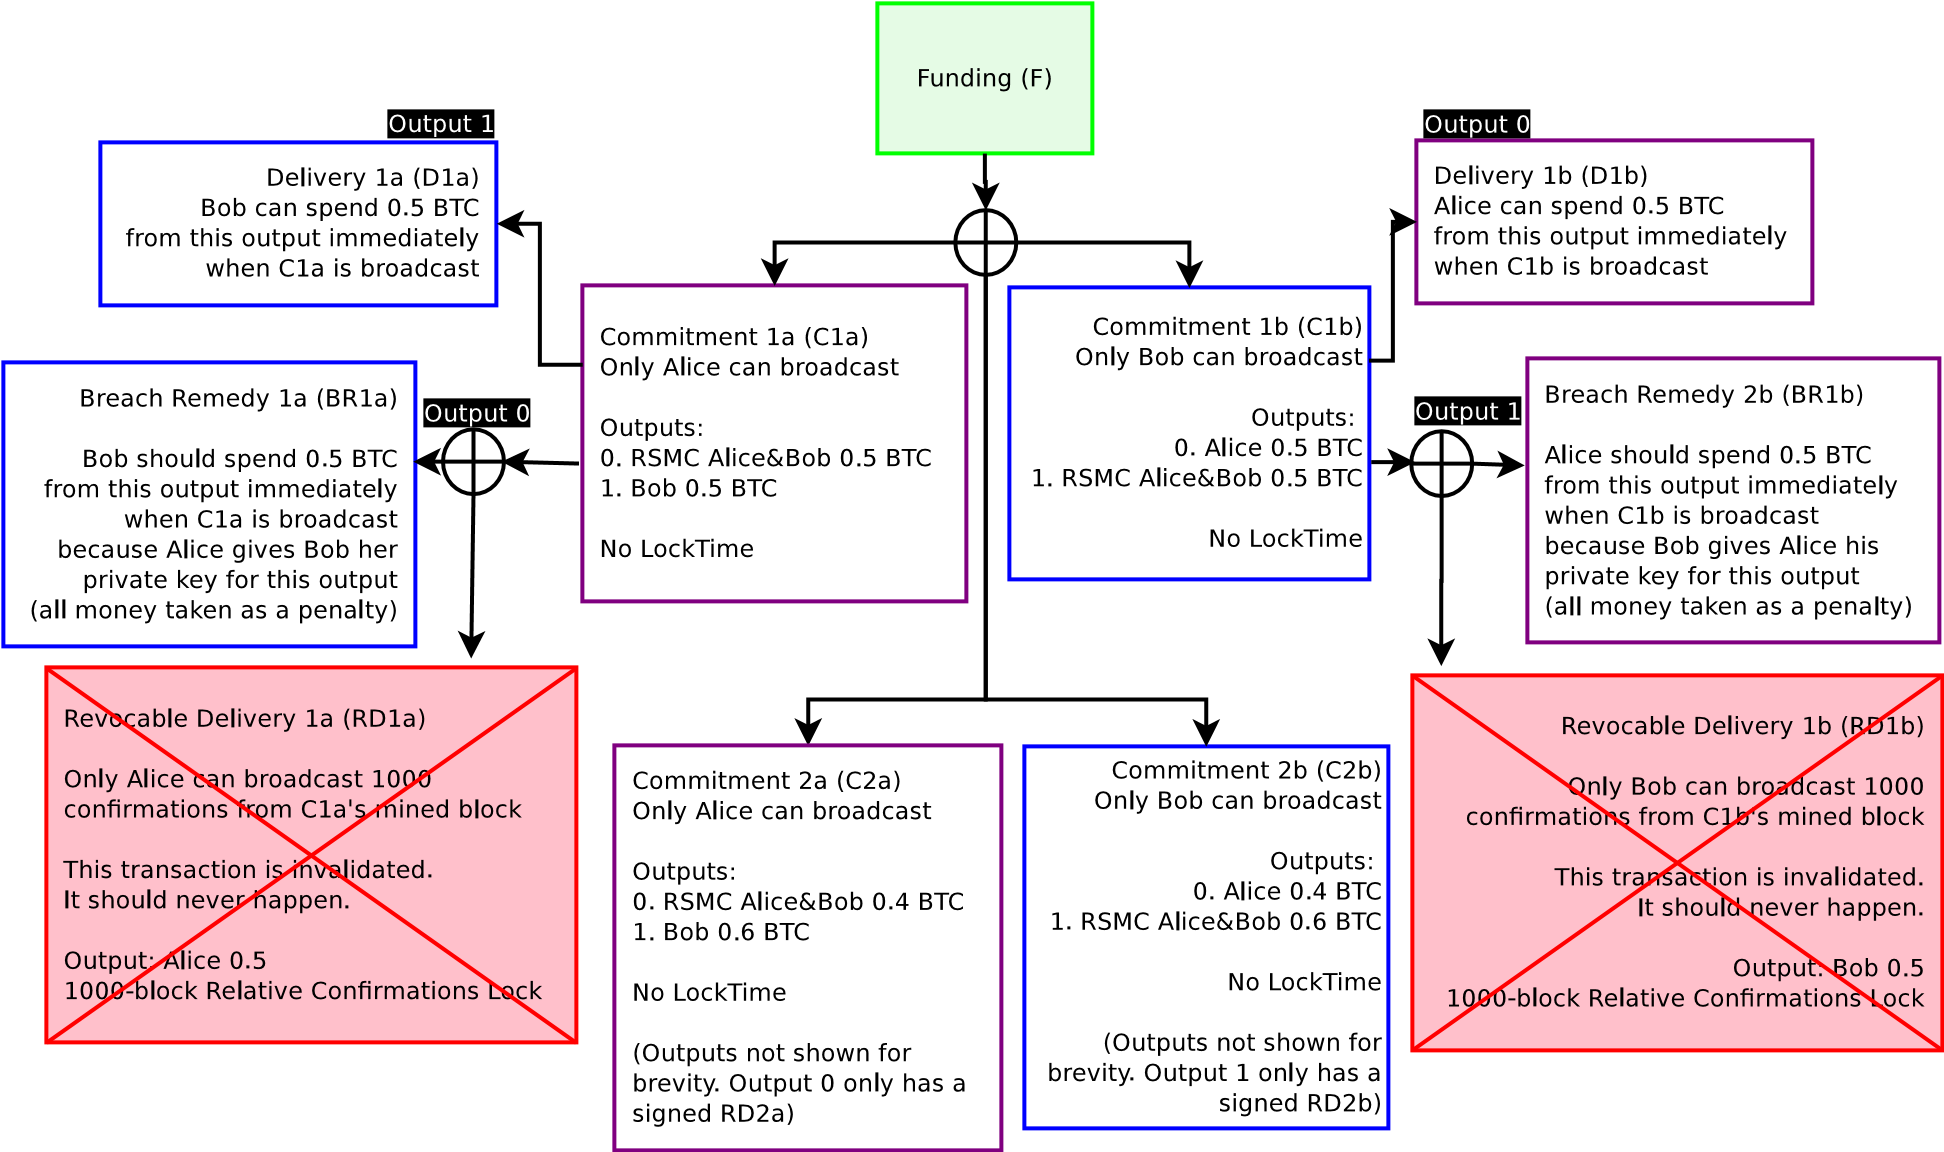 Funding (F)
Output 1
Delivery 1a (D1a)
Bob can spend 0.5 BTC
from this output immediately
when C1a is broadcast
Output 0
Delivery 1b (D1b)
Alice can spend 0.5 BTC
from this output immediately
when C1b is broadcast
Commitment 1a (C1a)
Only Alice can broadcast
Outputs:
0. RSMC Alice&Bob 0.5 BTC
1. Bob 0.5 BTC
No LockTime
Commitment 1b (C1b)
Only Bob can broadcast
Outputs:
0. Alice 0.5 BTC
1. RSMC Alice&Bob 0.5 BTC
No LockTime
Output 0
Breach Remedy 1a (BR1a)
Bob should spend 0.5 BTC
from this output immediately
when C1a is broadcast
because Alice gives Bob her
private key for this output
(all money taken as a penalty)
Output 1
Breach Remedy 2b (BR1b)
Alice should spend 0.5 BTC
from this output immediately
when C1b is broadcast
because Bob gives Alice his
private key for this output
(all money taken as a penalty)
Revocable Delivery 1a (RD1a)
Only Alice can broadcast 1000
confirmations from C1a's mined block
This transaction is invalidated.
It should never happen.
Output: Alice 0.5
1000-block Relative Confirmations Lock
Commitment 2a (C2a)
Only Alice can broadcast
Outputs:
0. RSMC Alice&Bob 0.4 BTC
1. Bob 0.6 BTC
No LockTime
(Outputs not shown for
brevity. Output 0 only has a
signed RD2a)
Commitment 2b (C2b)
Only Bob can broadcast
Outputs:
0. Alice 0.4 BTC
1. RSMC Alice&Bob 0.6 BTC
No LockTime
(Outputs not shown for
brevity. Output 1 only has a
signed RD2b)
Revocable Delivery 1b (RD1b)
Only Bob can broadcast 1000
confirmations from C1b's mined block
This transaction is invalidated.
It should never happen.
Output: Bob 0.5
1000-block Relative Confirmations Lock